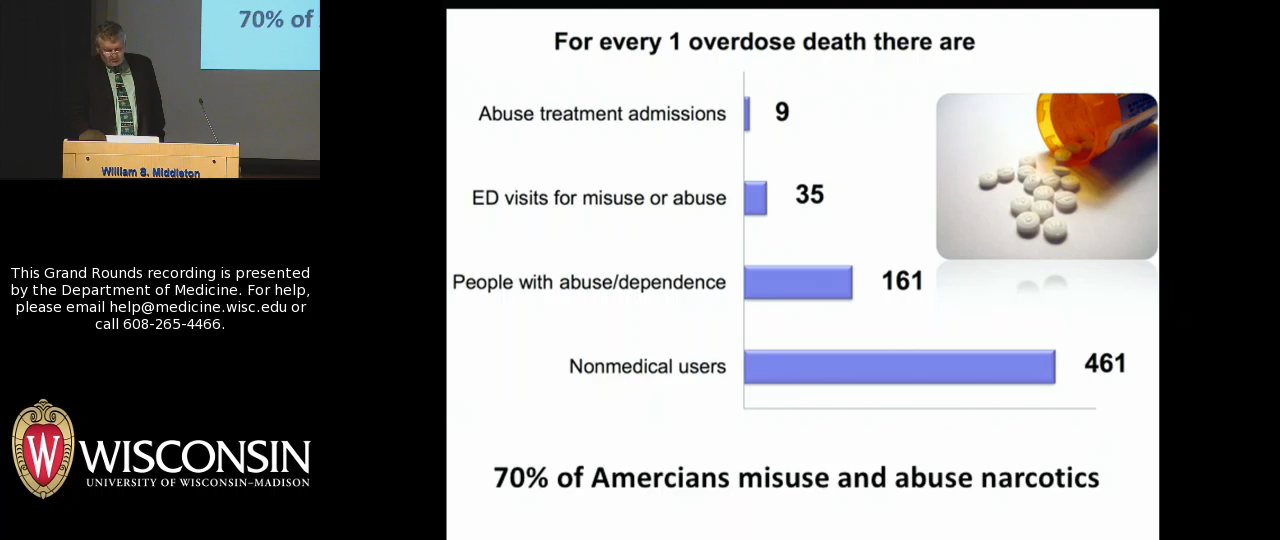 70% of
William S. Middleton
This Grand Rounds recording is presented
by the Department of Medicine. For help,
please email help@medicine.wisc.edu or
call 608-265-4466.
W
WISCONSIN
UNIVERSITY OF WISCONSIN–MADISON
For every 1 overdose death there are
Abuse treatment admissions 9
ED visits for misuse or abuse 35
People with abuse/dependence 161
Nonmedical users 461
70% of Amercians misuse and abuse narcotics